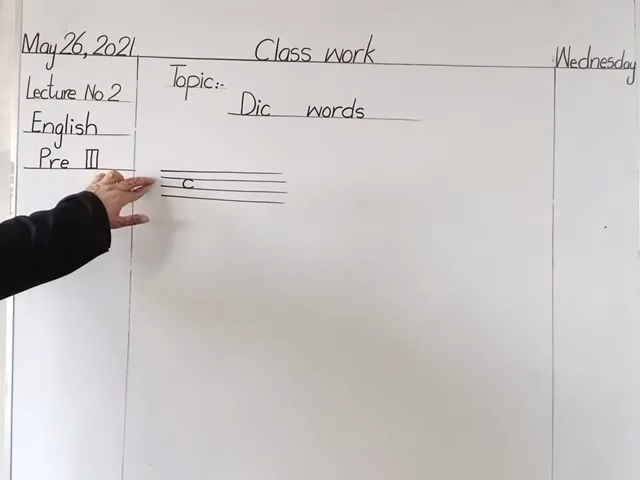 May 26, 2021
Class work
Wednesday
Lecture No 2
English
Pre III
Topic:-
Dic words
c